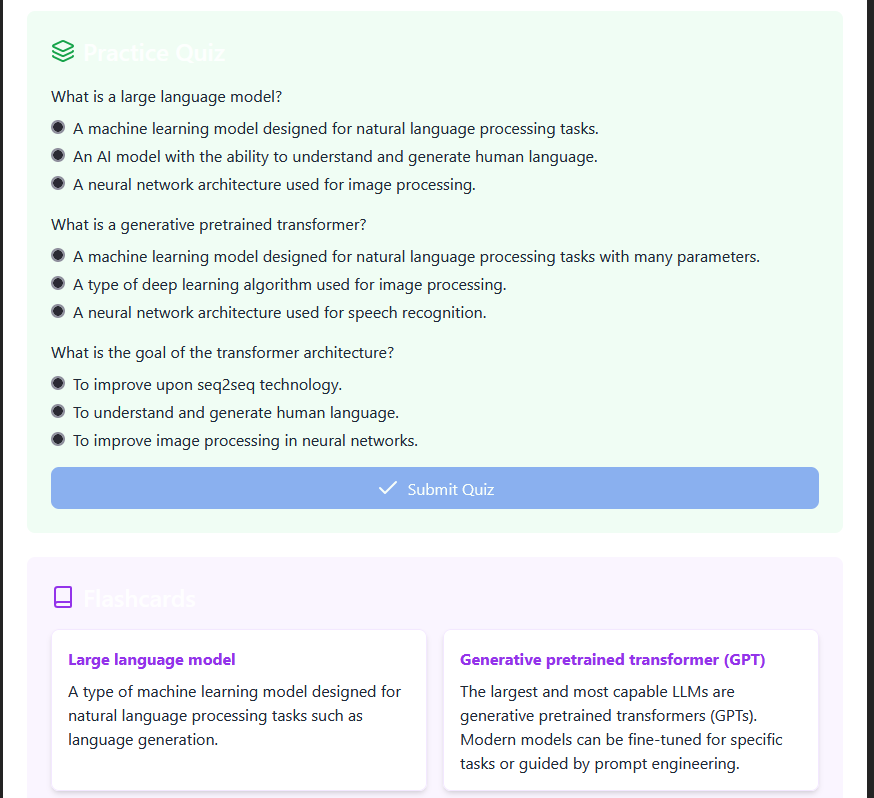 Practice Quiz
What is a large language model?
A machine learning model designed for natural language processing tasks.
An AI model with the ability to understand and generate human language.
A neural network architecture used for image processing.
What is a generative pretrained transformer?
A machine learning model designed for natural language processing tasks with many parameters.
A type of deep learning algorithm used for image processing.
A neural network architecture used for speech recognition.
What is the goal of the transformer architecture?
To improve upon seq2seq technology.
To understand and generate human language.
To improve image processing in neural networks.
Submit Quiz
Flashcards
Large language model
A type of machine learning model designed for
natural language processing tasks such as
language generation.
Generative pretrained transformer (GPT)
The largest and most capable LLMs are
generative pretrained transformers (GPTs).
Modern models can be fine-tuned for specific
tasks or guided by prompt engineering.